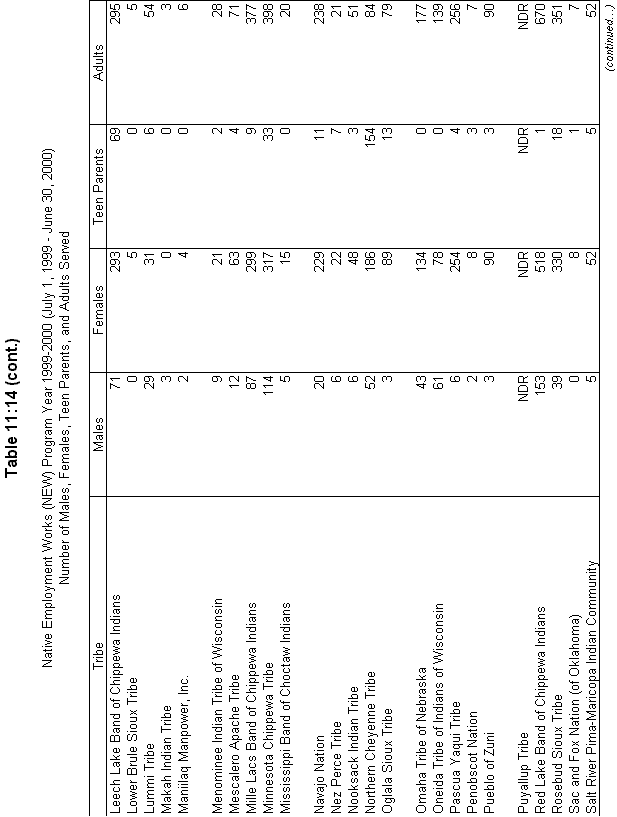 Table 11:14 (cont.)
Native Employment Works (NEW) Program Year 1999-2000 (July 1, 1999 - June 30, 2000)
Number of Males, Females, Teen Parents, and Adults Served
Tribe Males Females Teen Parents Adults
Leech Lake Band of Chippewa Indians 71 293 69 295
Lower Brule Sioux Tribe 0 5 0 5
Lummi Tribe 29 31 6 54
Makah Indian Tribe 3 0 0 3
Maniilaq Manpower, Inc. 2 4 0 6
Menominee Indian Tribe of Wisconsin 9 21 2 28
Mescalero Apache Tribe 12 63 4 71
Mille Lacs Band of Chippewa Indians 87 299 9 377
Minnesota Chippewa Tribe 114 317 33 398
Mississippi Band of Choctaw Indians 5 15 0 20
Navajo Nation 20 229 11 238
Nez Perce Tribe 6 22 7 21
Nooksack Indian Tribe 6 48 3 51
Northern Cheyenne Tribe 52 186 154 84
Oglala Sioux Tribe 3 89 13 79
Omaha Tribe of Nebraska 43 134 0 177
Oneida Tribe of Indians of Wisconsin 61 78 0 139
Pascua Yaqui Tribe 6 254 4 256
Penobscot Nation 2 8 3 7
Pueblo of Zuni 3 90 3 90
Puyallup Tribe NDR NDR NDR NDR
Red Lake Band of Chippewa Indians 153 518 1 670
Rosebud Sioux Tribe 39 330 18 351
Sac and Fox Nation (of Oklahoma) 0 8 1 7
Salt River Pima-Maricopa Indian Community 5 52 5 52
(continued...)